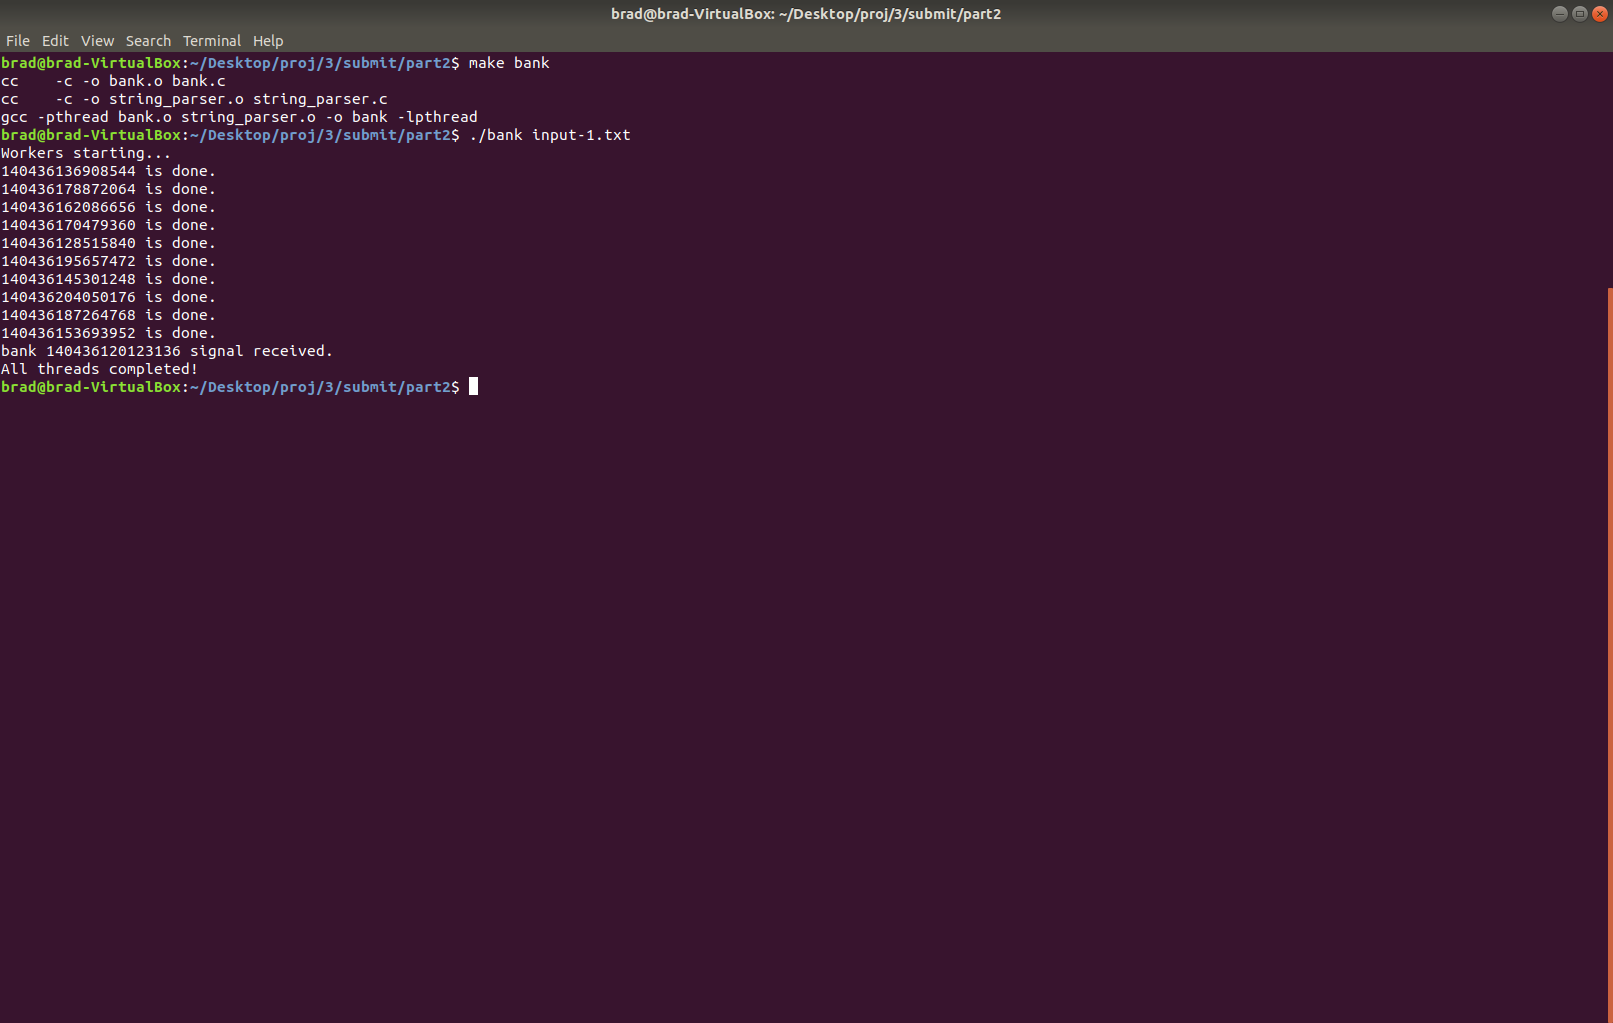 brad@brad-VirtualBox: ~/Desktop/proj/3/submit/part2
File Edit View Search Terminal Help
brad@brad-VirtualBox:~/Desktop/proj/3/submit/part2$ make bank
cc    -c -o bank.o bank.c
cc    -c -o string_parser.o string_parser.c
gcc -pthread bank.o string_parser.o -o bank -lpthread
brad@brad-VirtualBox:~/Desktop/proj/3/submit/part2$ ./bank input-1.txt
Workers starting...
140436136908544 is done.
140436178872064 is done.
140436162086656 is done.
140436170479360 is done.
140436128515840 is done.
140436195657472 is done.
140436145301248 is done.
140436204050176 is done.
140436187264768 is done.
140436153693952 is done.
bank 140436120123136 signal received.
All threads completed!
brad@brad-VirtualBox:~/Desktop/proj/3/submit/part2$